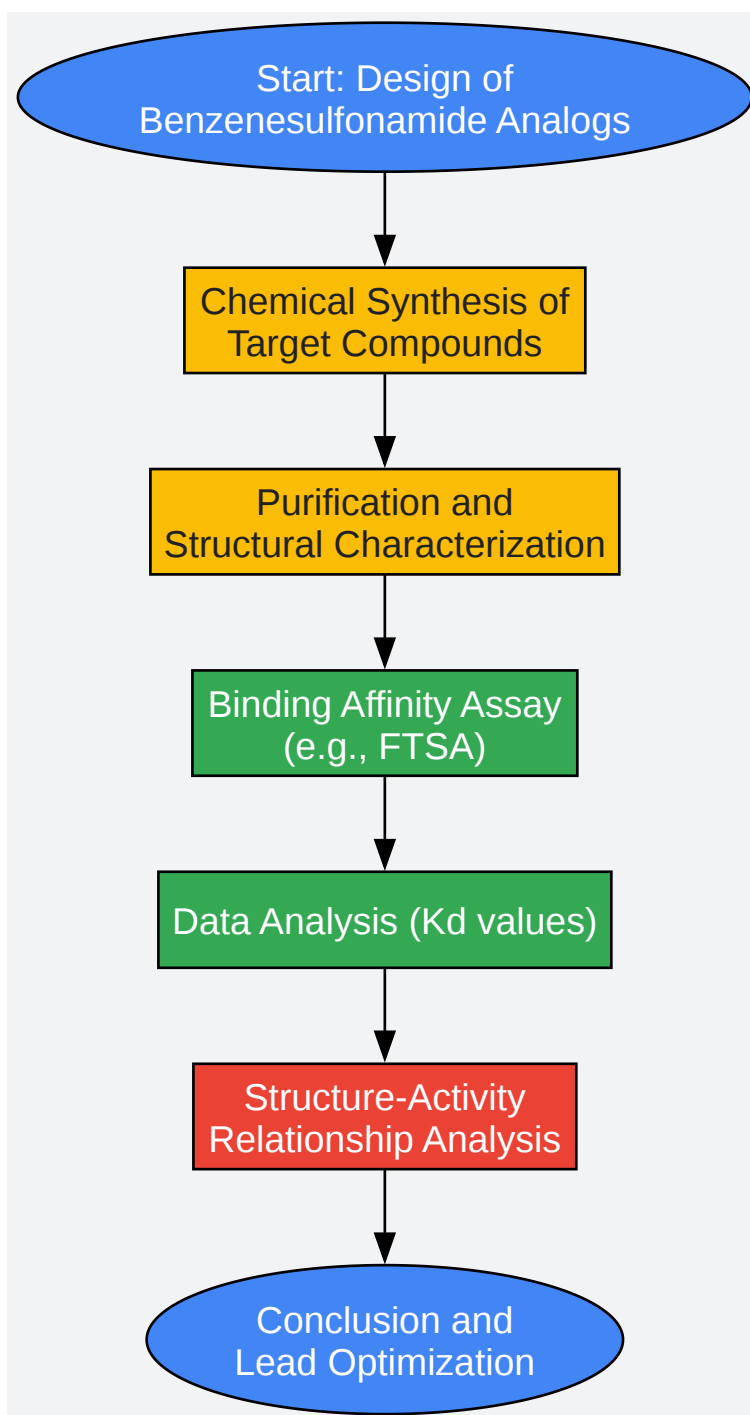 Start: Design of
Benzenesulfonamide Analogs
Chemical Synthesis of
Target Compounds
Purification and
Structural Characterization
Binding Affinity Assay
(e.g., FTSA)
Data Analysis (Kd values)
Structure-Activity
Relationship Analysis
Conclusion and
Lead Optimization